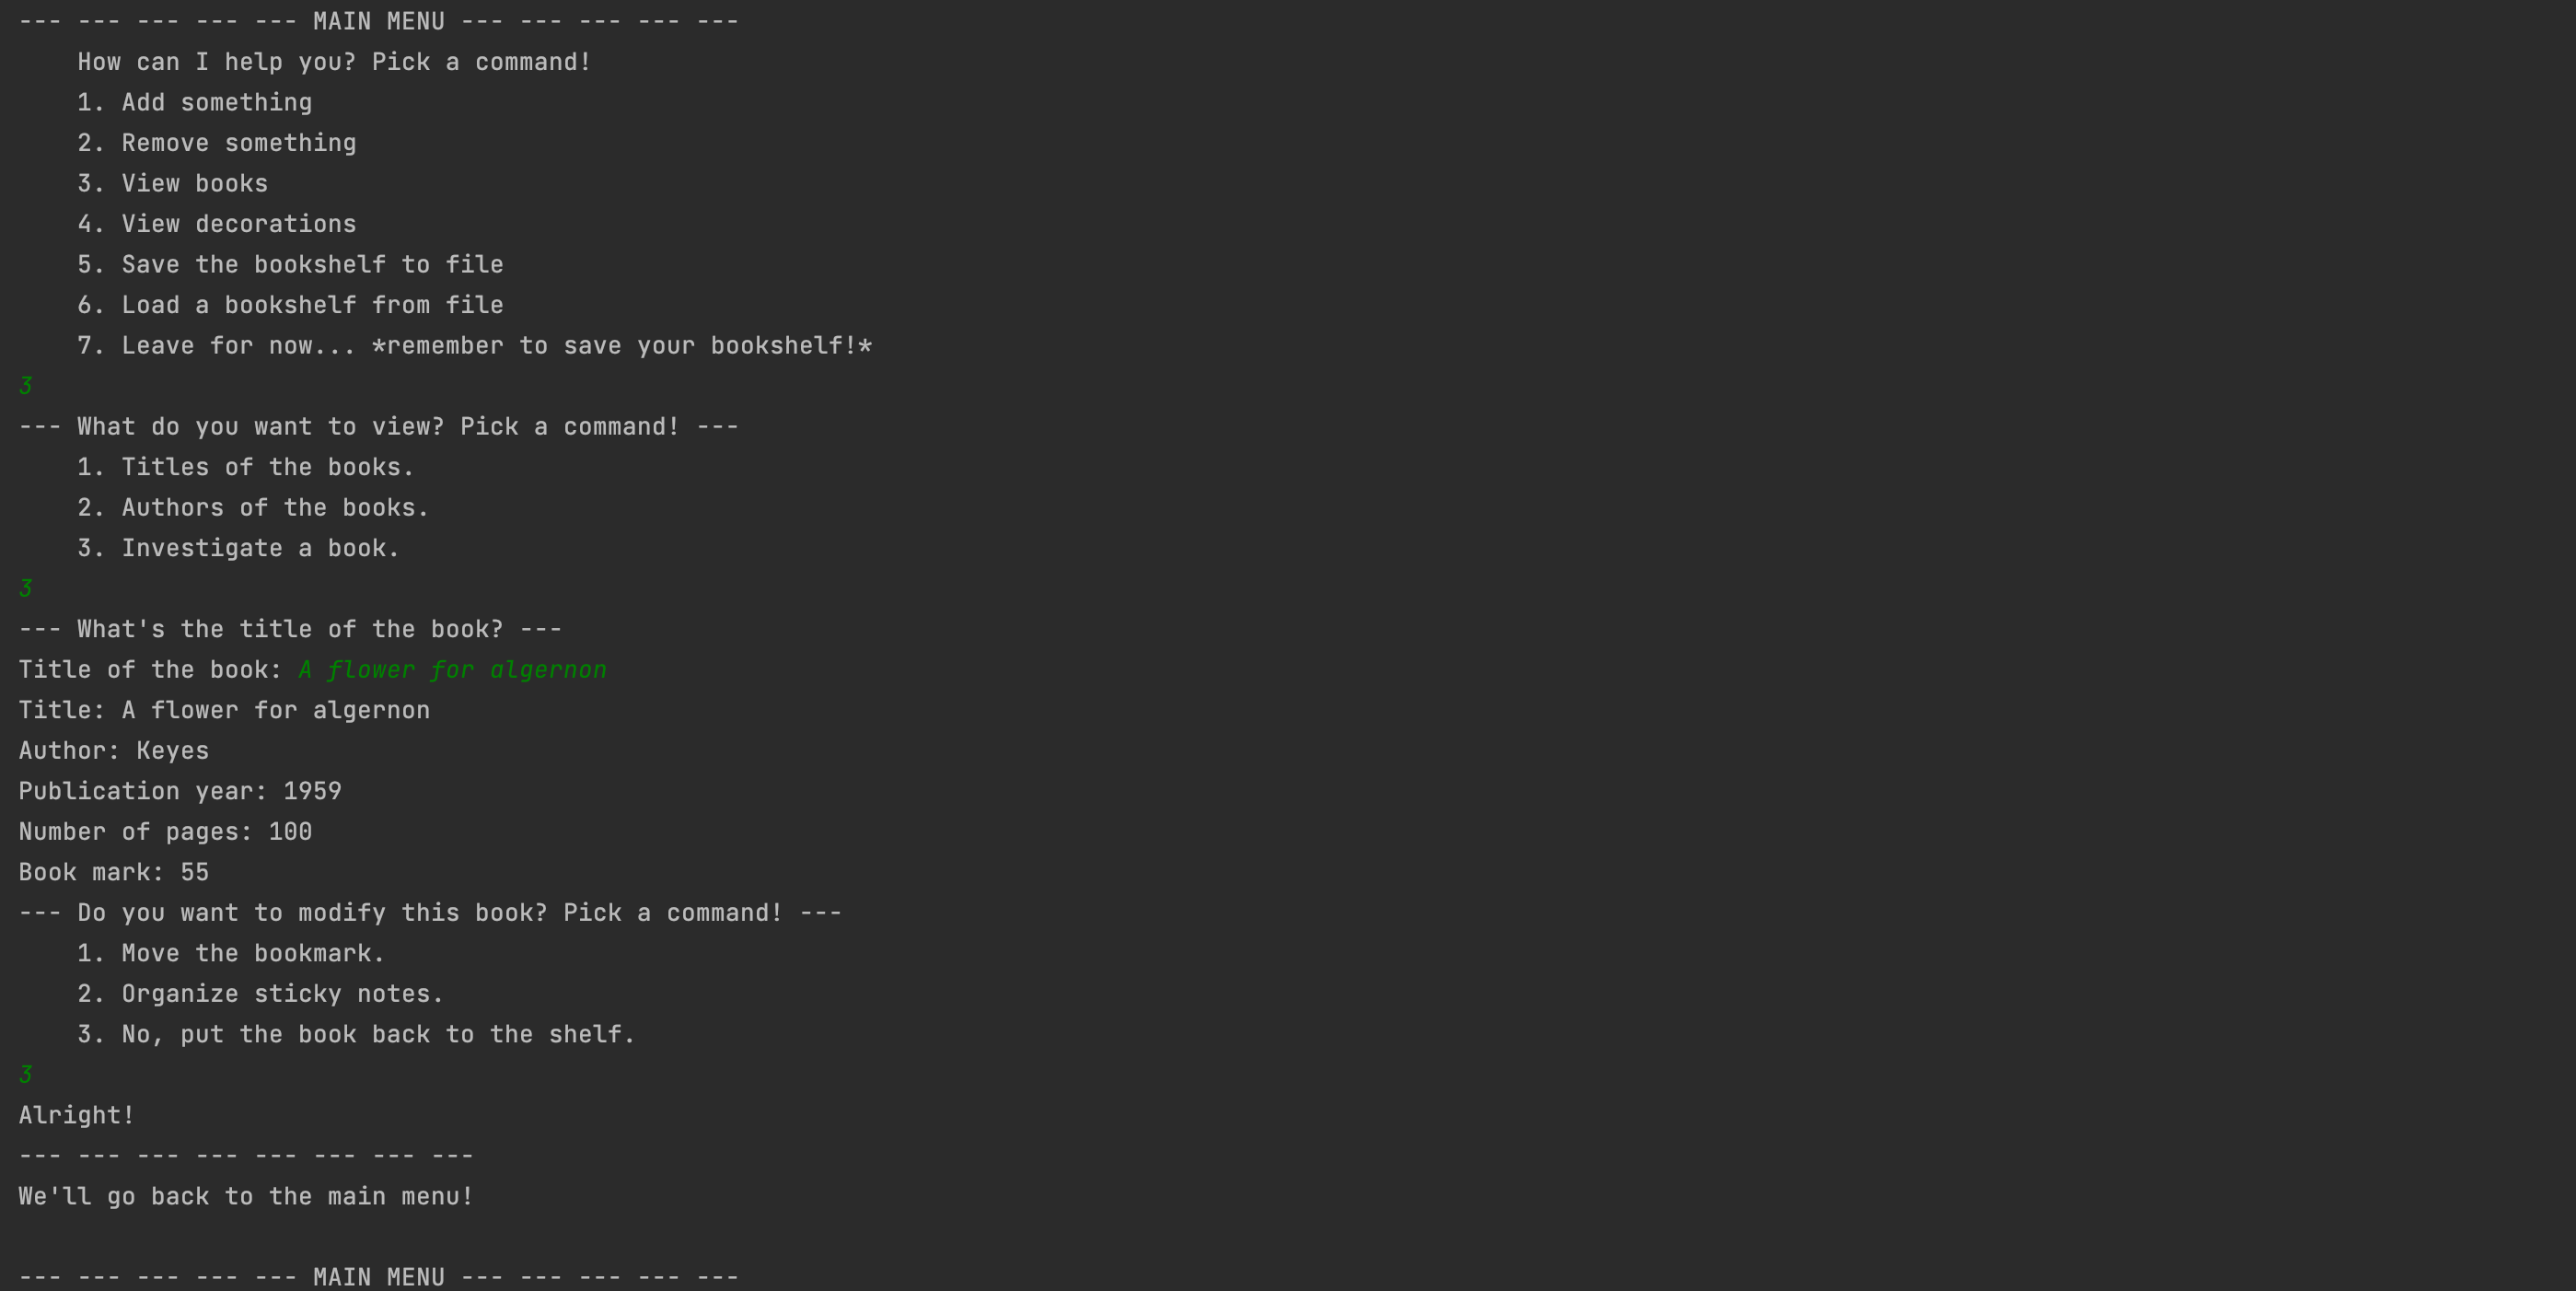 --- --- --- --- --- MAIN MENU --- --- --- --- ---
    How can I help you? Pick a command!
    1. Add something
    2. Remove something
    3. View books
    4. View decorations
    5. Save the bookshelf to file
    6. Load a bookshelf from file
    7. Leave for now... *remember to save your bookshelf!*
3
--- What do you want to view? Pick a command! ---
    1. Titles of the books.
    2. Authors of the books.
    3. Investigate a book.
3
--- What's the title of the book? ---
Title of the book: A flower for algernon
Title: A flower for algernon
Author: Keyes
Publication year: 1959
Number of pages: 100
Book mark: 55
--- Do you want to modify this book? Pick a command! ---
    1. Move the bookmark.
    2. Organize sticky notes.
    3. No, put the book back to the shelf.
3
Alright!
--- --- --- --- --- --- --- ---
We'll go back to the main menu!

--- --- --- --- --- MAIN MENU --- --- --- --- ---